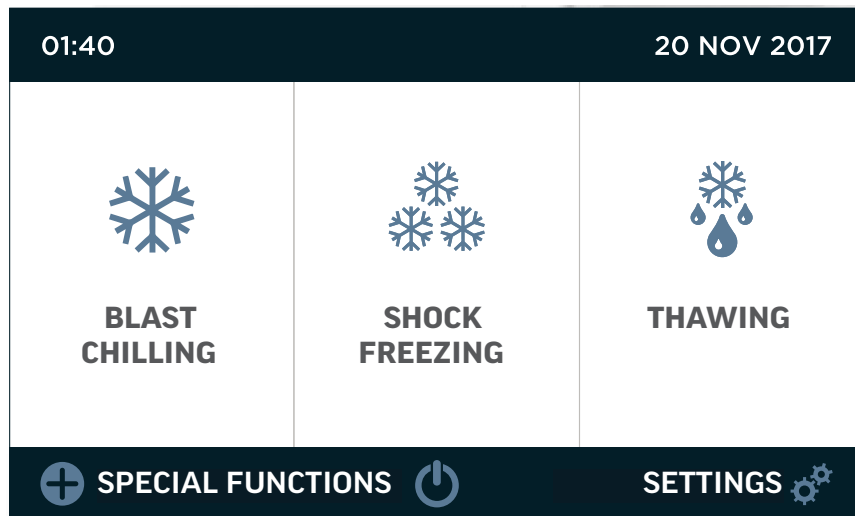 01:40
20 NOV 2017
BLAST
CHILLING
SHOCK
FREEZING
THAWING
SPECIAL FUNCTIONS
SETTINGS